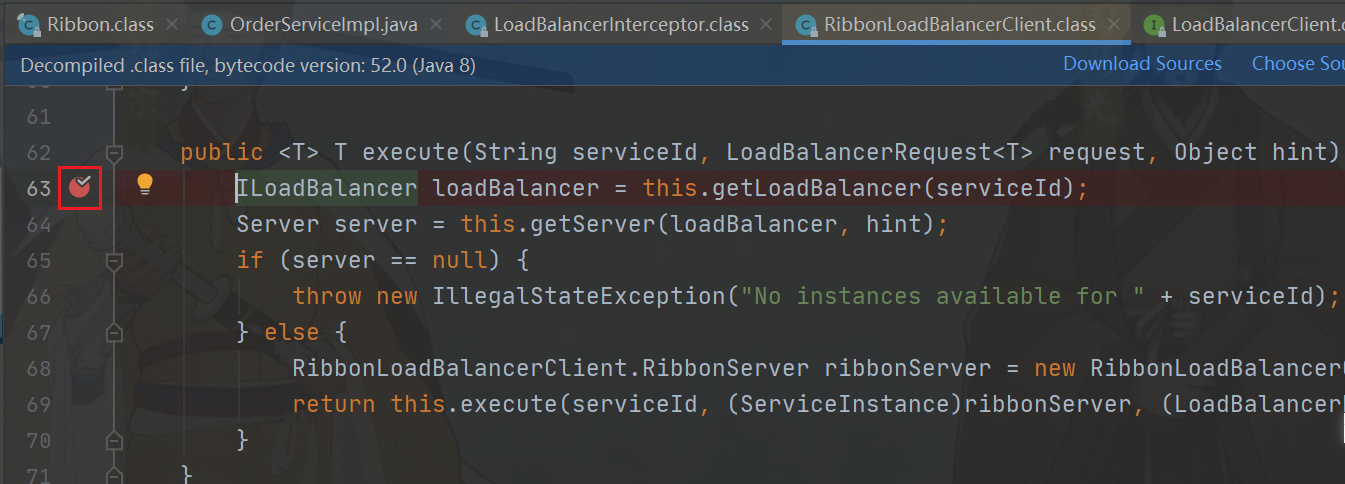 Ribbon.class × OrderServiceImpl.java × LoadBalancerInterceptor.class × RibbonLoadBalancerClient.class × LoadBalancerClient.c
Decompiled .class file, bytecode version: 52.0 (Java 8) Download Sources Choose Sou
61
62 public <T> T execute(String serviceId, LoadBalancerRequest<T> request, Object hint)
63 ILoadBalancer loadBalancer = this.getLoadBalancer(serviceId);
64 Server server = this.getServer(loadBalancer, hint);
65 if (server == null) {
66 throw new IllegalStateException("No instances available for " + serviceId);
67 } else {
68 RibbonLoadBalancerClient.RibbonServer ribbonServer = new RibbonLoadBalancer
69 return this.execute(serviceId, (ServiceInstance)ribbonServer, (LoadBalancer
70 }
71 }